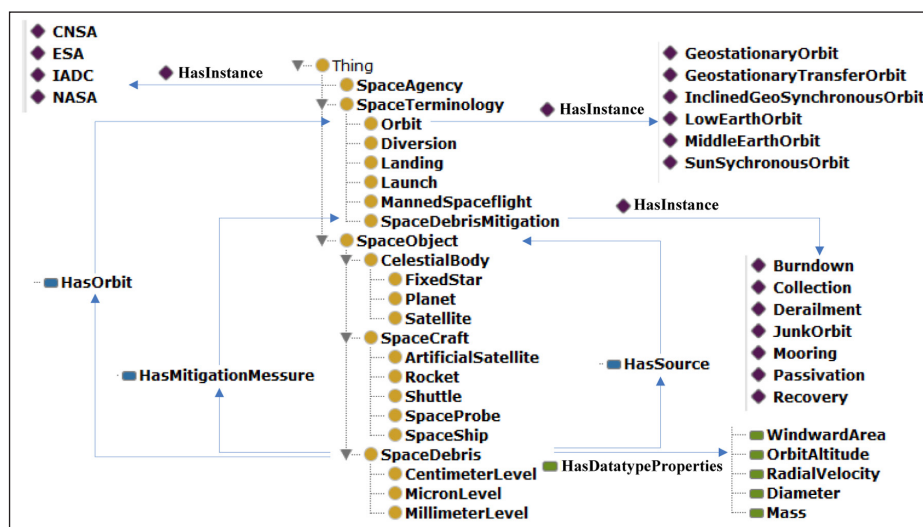 CNSA
ESA
IADC
NASA
HasInstance
Thing
SpaceAgency
SpaceTerminology
Orbit
Diversion
Landing
Launch
MannedSpaceflight
SpaceDebrisMitigation
SpaceObject
CelestialBody
FixedStar
Planet
Satellite
SpaceCraft
ArtificialSatellite
Rocket
Shuttle
SpaceProbe
SpaceShip
SpaceDebris
CentimeterLevel
MicronLevel
MillimeterLevel
HasInstance
GeostationaryOrbit
GeostationaryTransferOrbit
InclinedGeoSynchronousOrbit
LowEarthOrbit
MiddleEarthOrbit
SunSychronousOrbit
HasInstance
Burndown
Collection
Derailment
JunkOrbit
Mooring
Passivation
Recovery
HasOrbit
HasMitigationMessure
HasSource
HasDatatypeProperties
WindwardArea
OrbitAltitude
RadialVelocity
Diameter
Mass